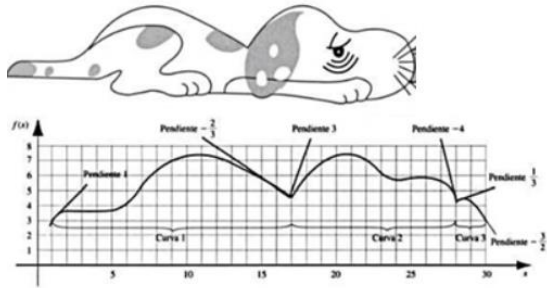 f(x)
Pendiente 1
Pendiente - 2/3
Pendiente 3
Pendiente -4
Pendiente 1/3
Pendiente - 3/2
8
7
6
5
4
3
2
1
Curva 1
Curva 2
Curva 3
5
10
15
20
25
30
x